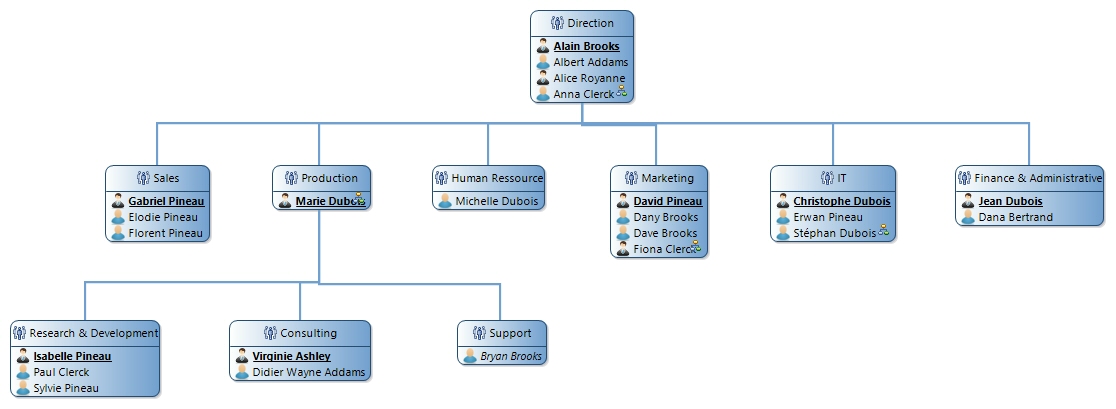 Direction
Alain Brooks
Albert Addams
Alice Royanne
Anna Clerck
Sales
Gabriel Pineau
Elodie Pineau
Florent Pineau
Production
Marie Dubois
Human Ressource
Michelle Dubois
Marketing
David Pineau
Dany Brooks
Dave Brooks
Fiona Clerck
IT
Christophe Dubois
Erwan Pineau
Stéphan Dubois
Finance & Administrative
Jean Dubois
Dana Bertrand
Research & Development
Isabelle Pineau
Paul Clerck
Sylvie Pineau
Consulting
Virginie Ashley
Didier Wayne Addams
Support
Bryan Brooks